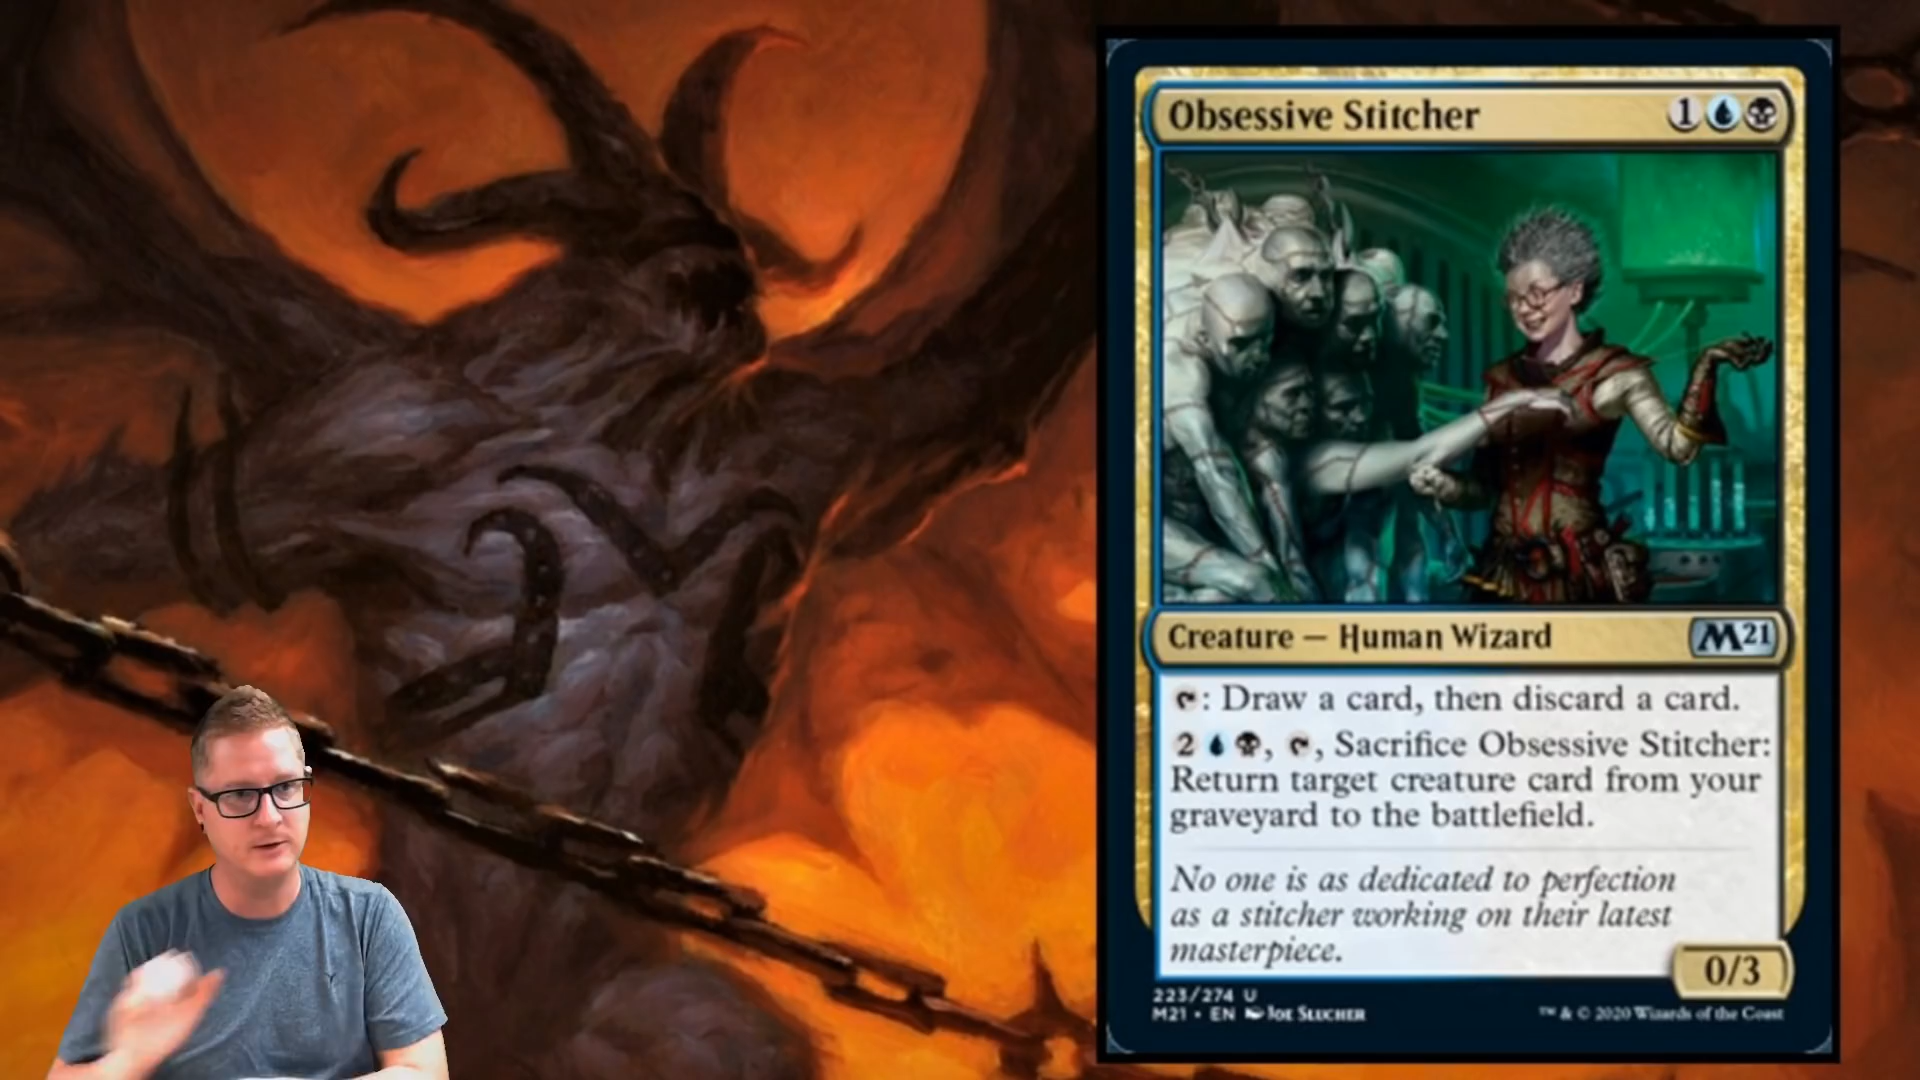 Obsessive Stitcher 1
Creature — Human Wizard M21
: Draw a card, then discard a card.
2 , , Sacrifice Obsessive Stitcher:
Return target creature card from your
graveyard to the battlefield.
No one is as dedicated to perfection
as a stitcher working on their latest
masterpiece.
0/3
223/274 U
M21 • EN Joe Slucher ™ & © 2020 Wizards of the Coast